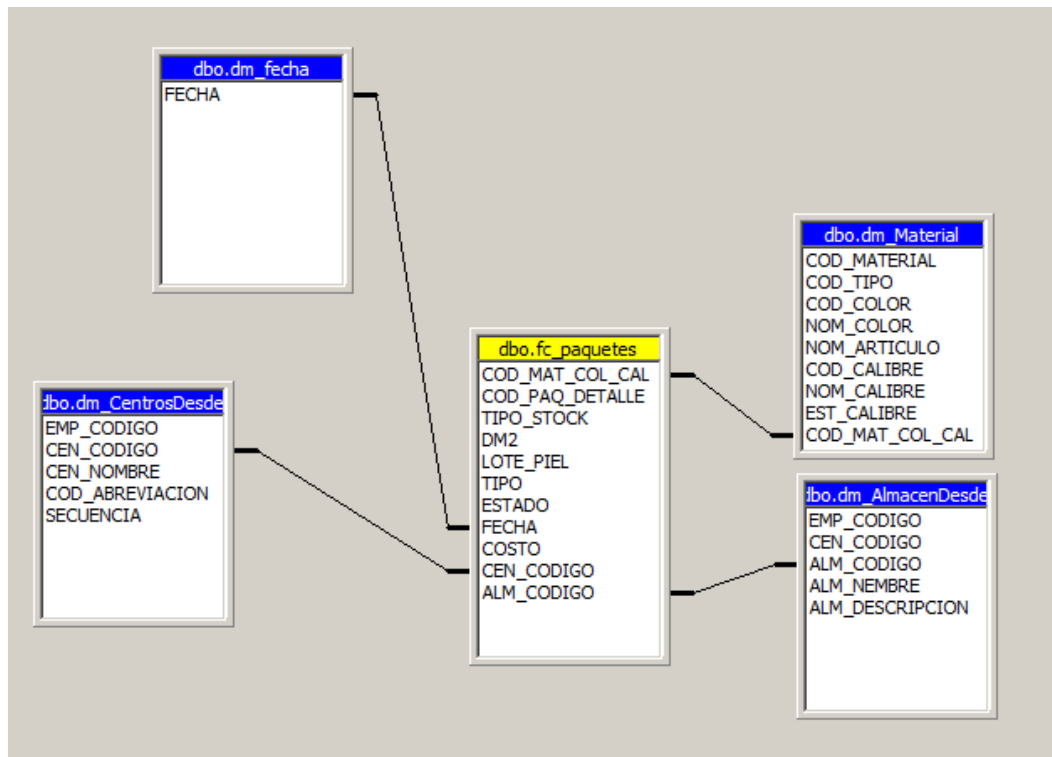 dbo.dm_fecha
FECHA
dbo.dm_Material
COD_MATERIAL
COD_TIPO
COD_COLOR
NOM_COLOR
NOM_ARTICULO
COD_CALIBRE
NOM_CALIBRE
EST_CALIBRE
COD_MAT_COL_CAL
dbo.fc_paquetes
COD_MAT_COL_CAL
COD_PAQ_DETALLE
TIPO_STOCK
DM2
LOTE_PIEL
TIPO
ESTADO
FECHA
COSTO
CEN_CODIGO
ALM_CODIGO
dbo.dm_CentrosDesde
EMP_CODIGO
CEN_CODIGO
CEN_NOMBRE
COD_ABREVIACION
SECUENCIA
dbo.dm_AlmacenDesde
EMP_CODIGO
CEN_CODIGO
ALM_CODIGO
ALM_NEMBRE
ALM_DESCRIPCION